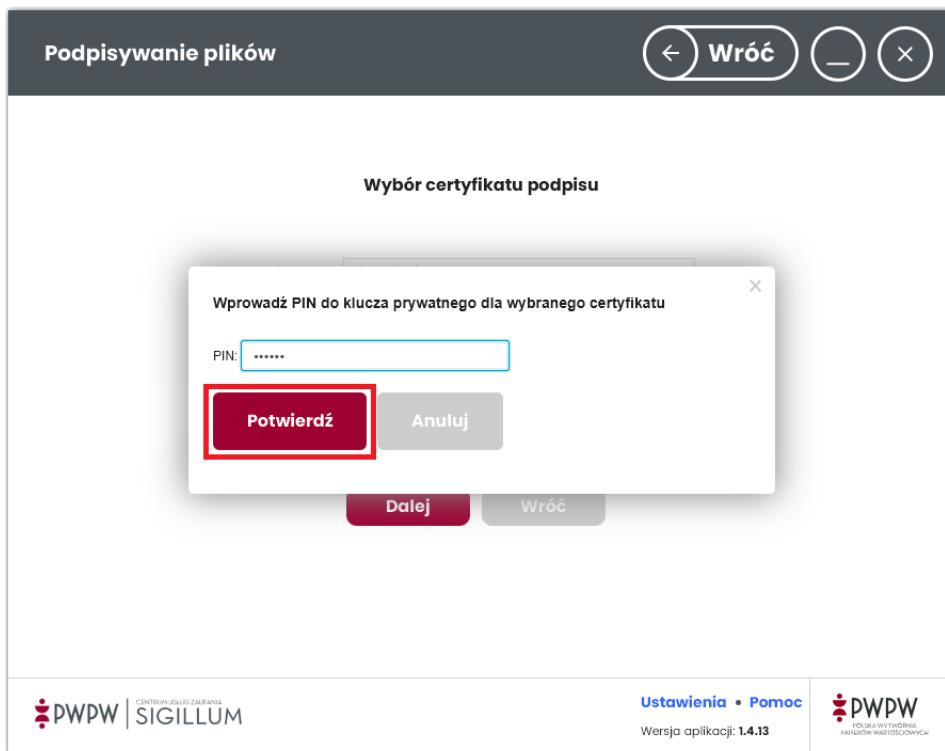 Podpisywanie plików
Wróć
Wybór certyfikatu podpisu
Wprowadź PIN do klucza prywatnego dla wybranego certyfikatu
PIN: ••••••
Potwierdź Anuluj
Dalej Wróć
PWPW CENTRUM USŁUG ZAUFANIA
SIGILLUM
Ustawienia • Pomoc
Wersja aplikacji: 1.4.13
PWPW
POLSKA WYTWÓRNIA
PAPIERÓW WARTOŚCIOWYCH